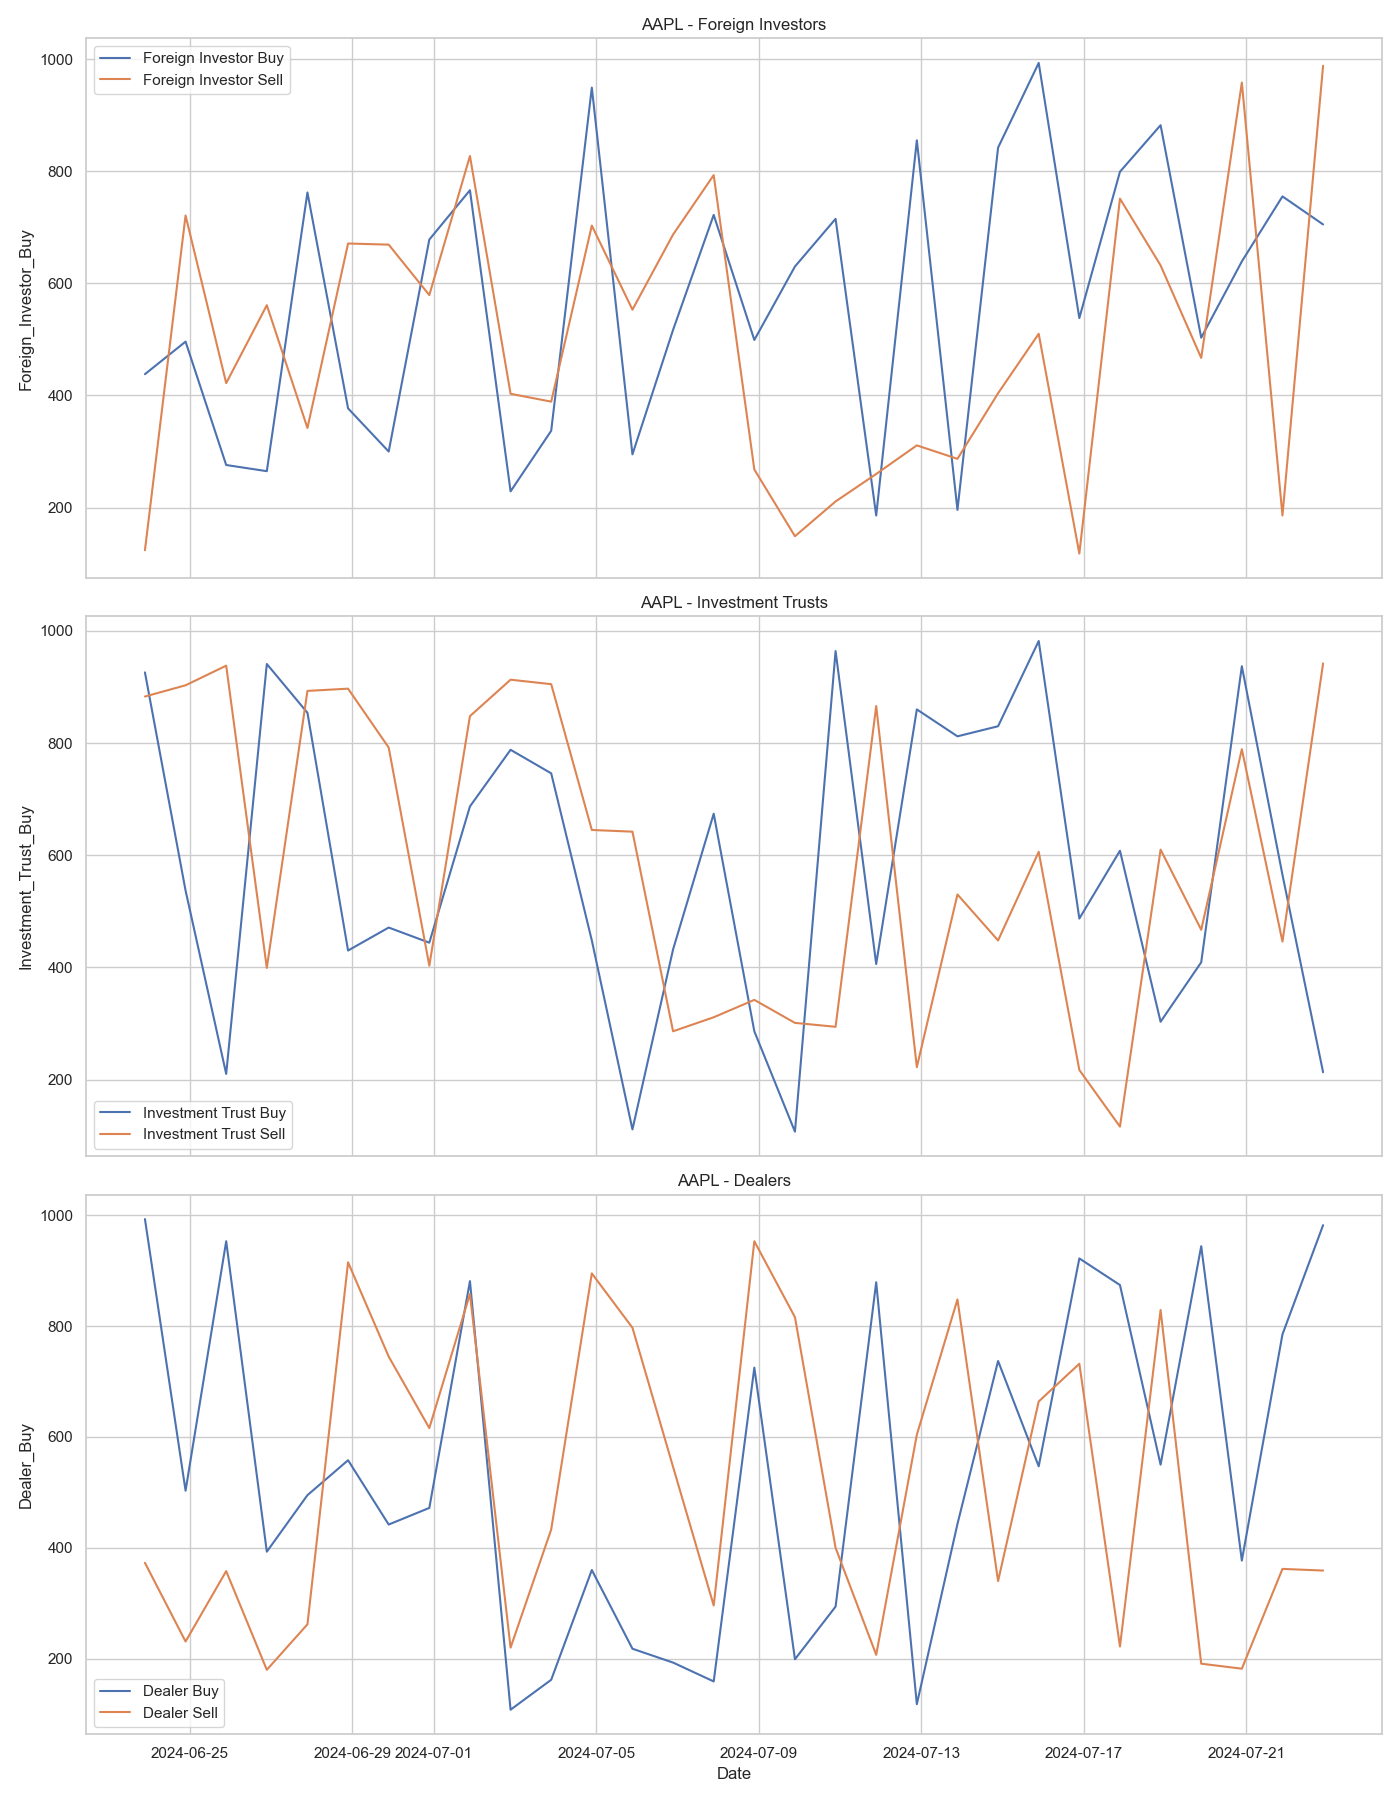 AAPL - Foreign Investors
Foreign Investor Buy
Foreign Investor Sell
1000
800
600
400
200
Foreign_Investor_Buy
AAPL - Investment Trusts
1000
800
600
400
200
Investment_Trust_Buy
Investment Trust Buy
Investment Trust Sell
AAPL - Dealers
1000
800
600
400
200
Dealer_Buy
Dealer Buy
Dealer Sell
2024-06-25 2024-06-29 2024-07-01 2024-07-05 2024-07-09 2024-07-13 2024-07-17 2024-07-21
Date